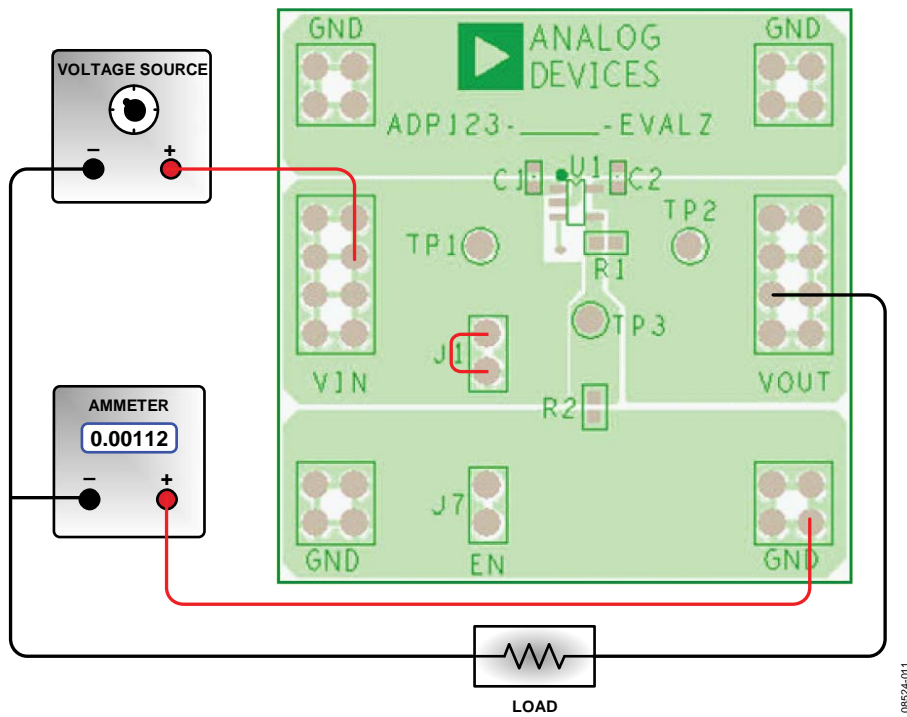 GND
GND
ANALOG
DEVICES
ADP123-_____-EVALZ
VOLTAGE SOURCE
–
+
C1
U1
C2
TP1
TP2
R1
TP3
J1
VIN
VOUT
R2
AMMETER
0.00112
–
+
J7
GND
EN
GND
LOAD
08524-011